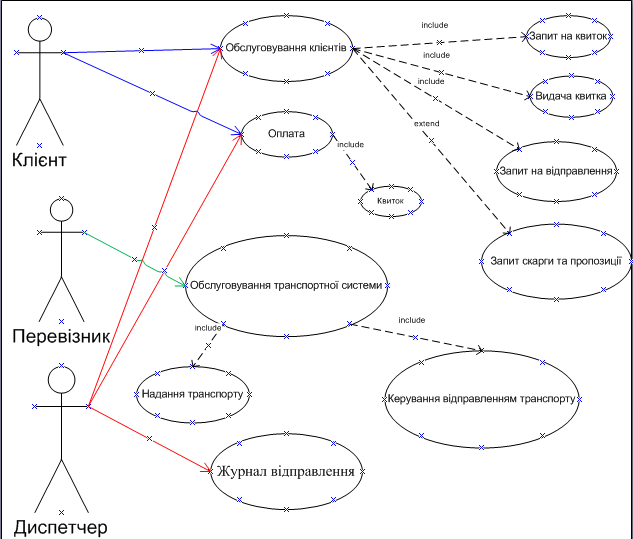 include
Обслуговування клієнтів
Запит на квиток
include
include
Видача квитка
extend
Оплата
include
Клієнт
Запит на відправлення
Квиток
Запит скарги та пропозиції
Обслуговування транспортної системи
include
include
Перевізник
Надання транспорту
Керування відправленням транспорту
Журнал відправлення
Диспетчер